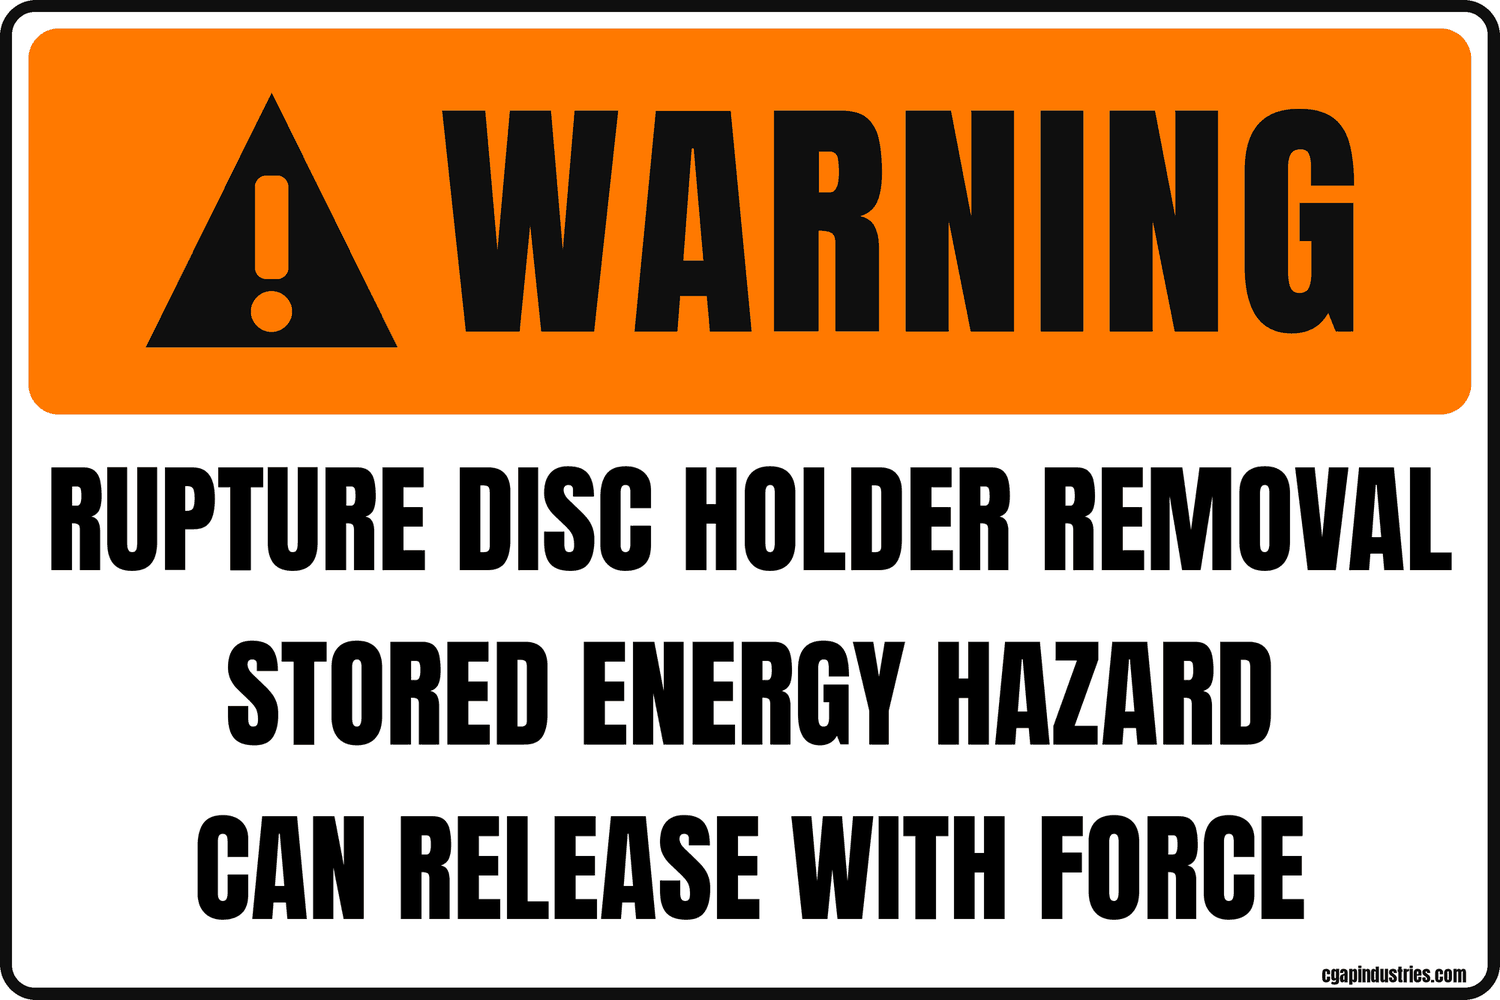 WARNING
RUPTURE DISC HOLDER REMOVAL
STORED ENERGY HAZARD
CAN RELEASE WITH FORCE
cgapindustries.com